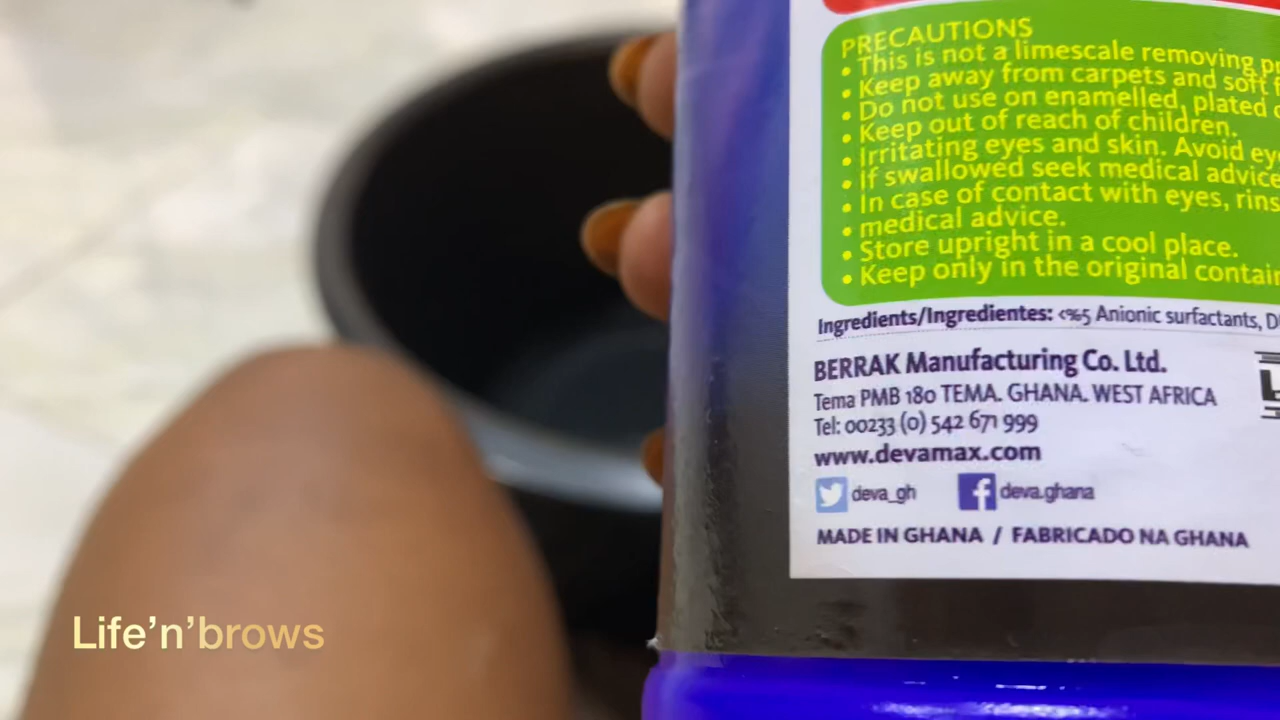 PRECAUTIONS
• This is not a limescale removing
• Keep away from carpets and soft
• Do not use on enamelled, plated
• Keep out of reach of children.
• Irritating eyes and skin. Avoid
• If swallowed seek medical advice
• In case of contact with eyes,
• medical advice.
• Store upright in a cool place.
• Keep only in the original
Ingredients/Ingredientes: <%5 Anionic surfactants,
BERRAK Manufacturing Co. Ltd.
Tema PMB 180 TEMA. GHANA. WEST AFRICA
Tel: 00233 (0) 542 671 999
www.devamax.com
deva_gh deva.ghana
MADE IN GHANA / FABRICADO NA GHANA
Life’n’brows